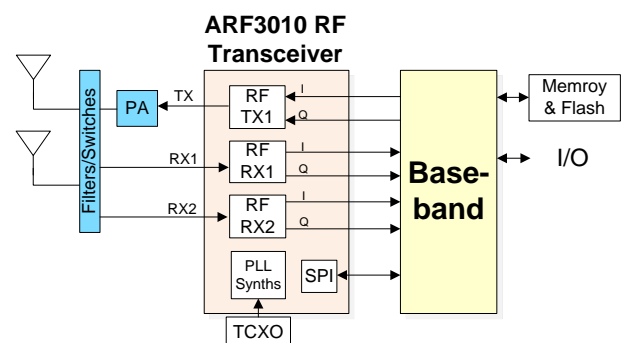 ARF3010 RF
Transceiver
Filters/Switches
PA
TX
RF
TX1
I
Q
RX1
RF
RX1
I
Q
RX2
RF
RX2
I
Q
PLL
Synths
SPI
TCXO
Base-
band
Memroy
& Flash
I/O